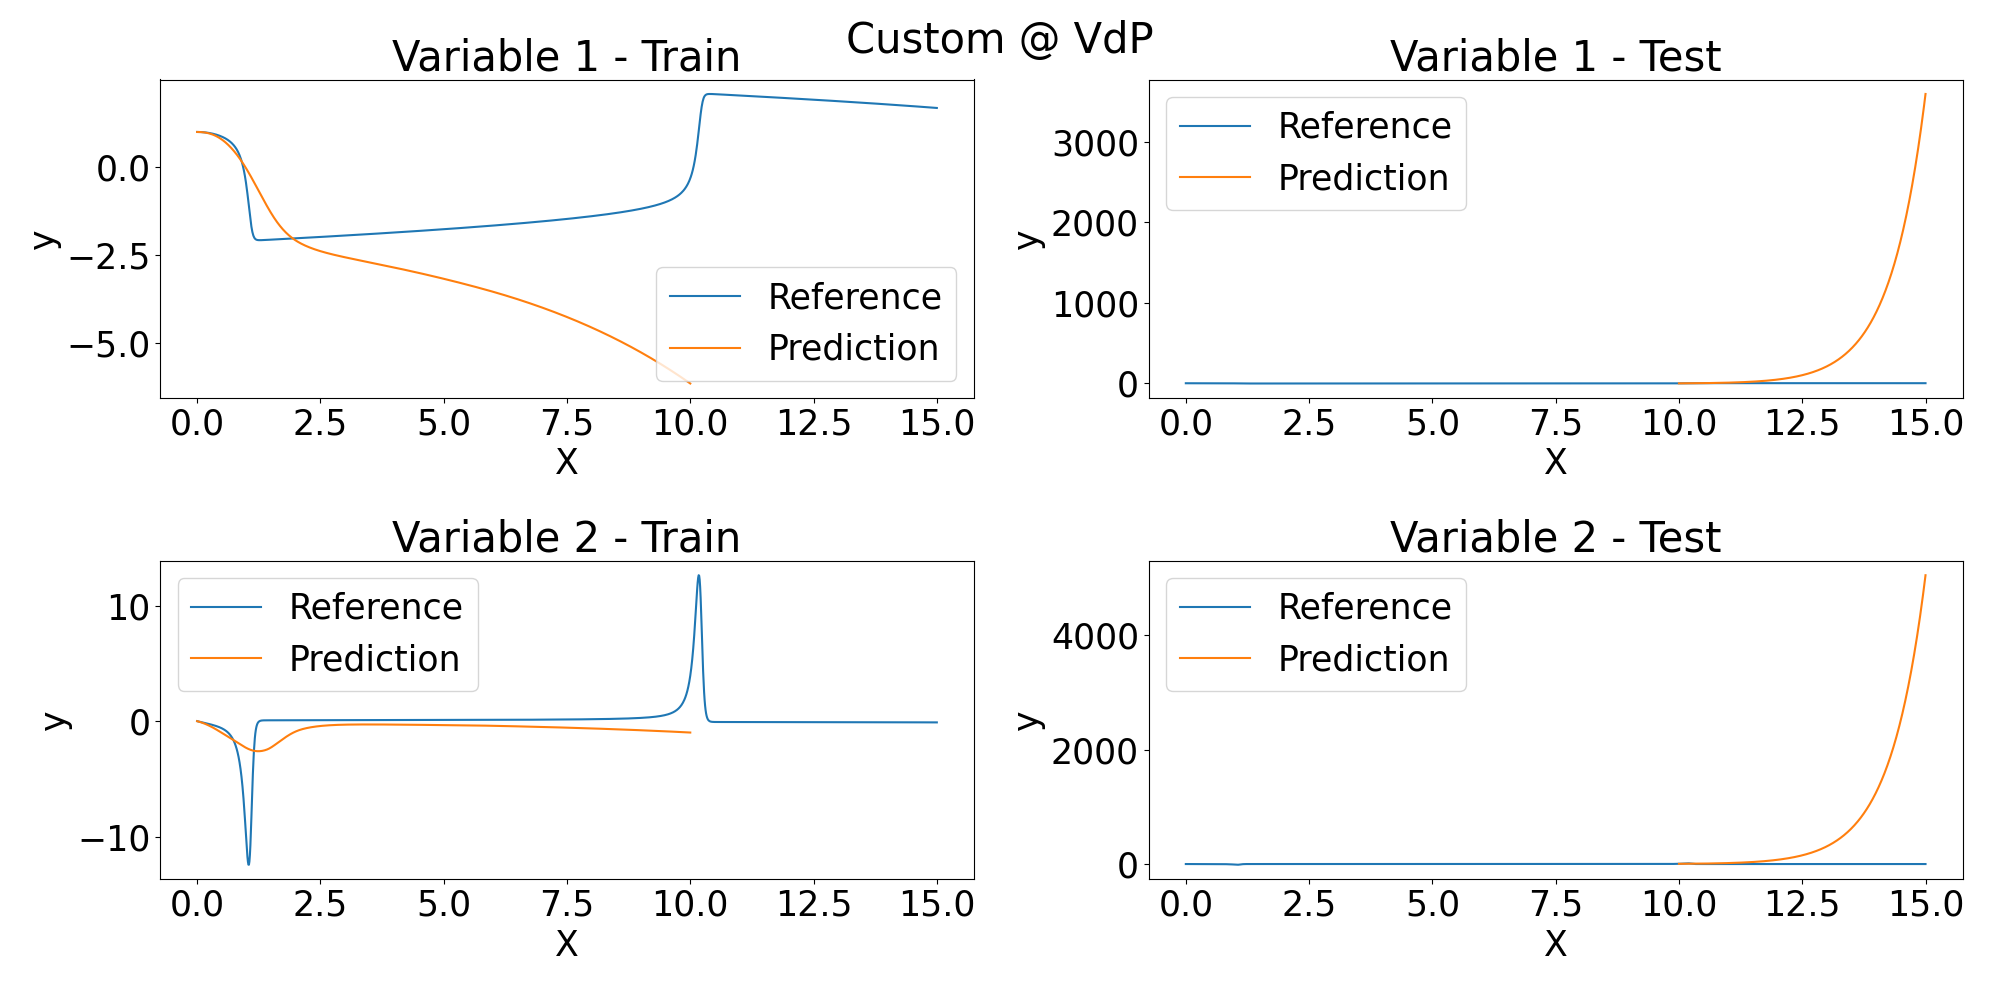 Custom @ VdP
Variable 1 - Train
0.0
−2.5
−5.0
y
Reference
Prediction
0.0 2.5 5.0 7.5 10.0 12.5 15.0
X
Variable 1 - Test
3000
2000
1000
0
y
Reference
Prediction
0.0 2.5 5.0 7.5 10.0 12.5 15.0
X
Variable 2 - Train
10
0
−10
y
Reference
Prediction
0.0 2.5 5.0 7.5 10.0 12.5 15.0
X
Variable 2 - Test
4000
2000
0
y
Reference
Prediction
0.0 2.5 5.0 7.5 10.0 12.5 15.0
X